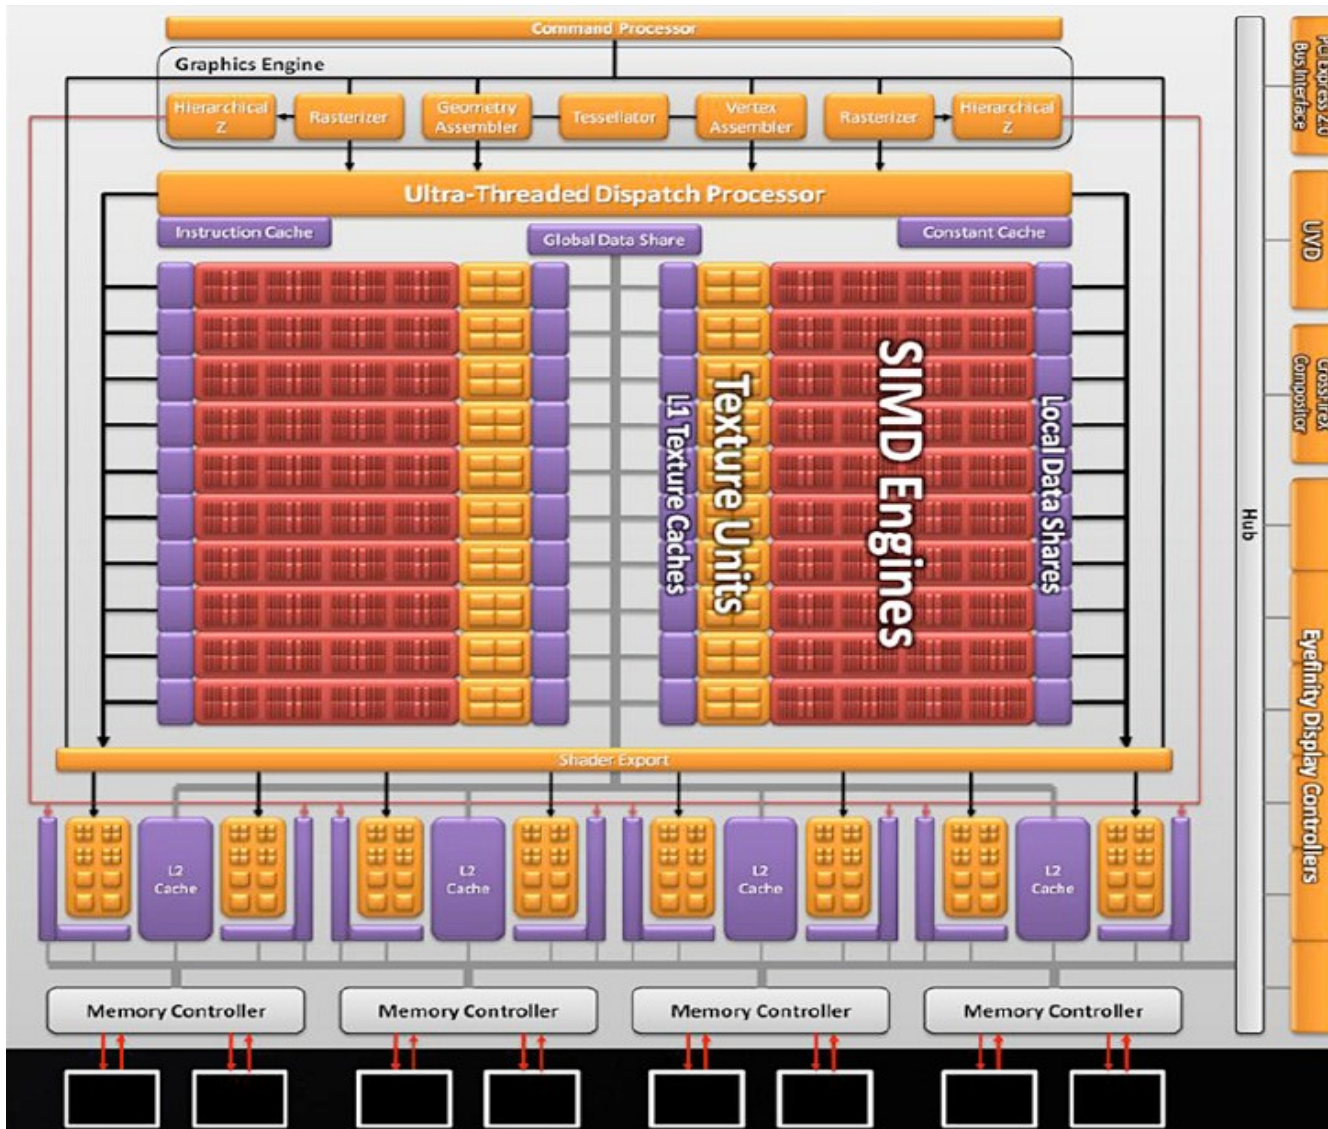 Command Processor
Graphics Engine
Hierarchical
Z
Rasterizer
Geometry
Assembler
Tessellator
Vertex
Assembler
Rasterizer
Hierarchical
Z
Ultra-Threaded Dispatch Processor
Instruction Cache
Global Data Share
Constant Cache
L1 Texture Caches
Texture Units
SIMD Engines
Local Data Shares
Shader Export
L2
Cache
L2
Cache
L2
Cache
L2
Cache
Memory Controller
Memory Controller
Memory Controller
Memory Controller
Hub
PCI Express 2.0
Bus Interface
UVD
CrossFireX
Compositor
Eyefinity Display Controllers